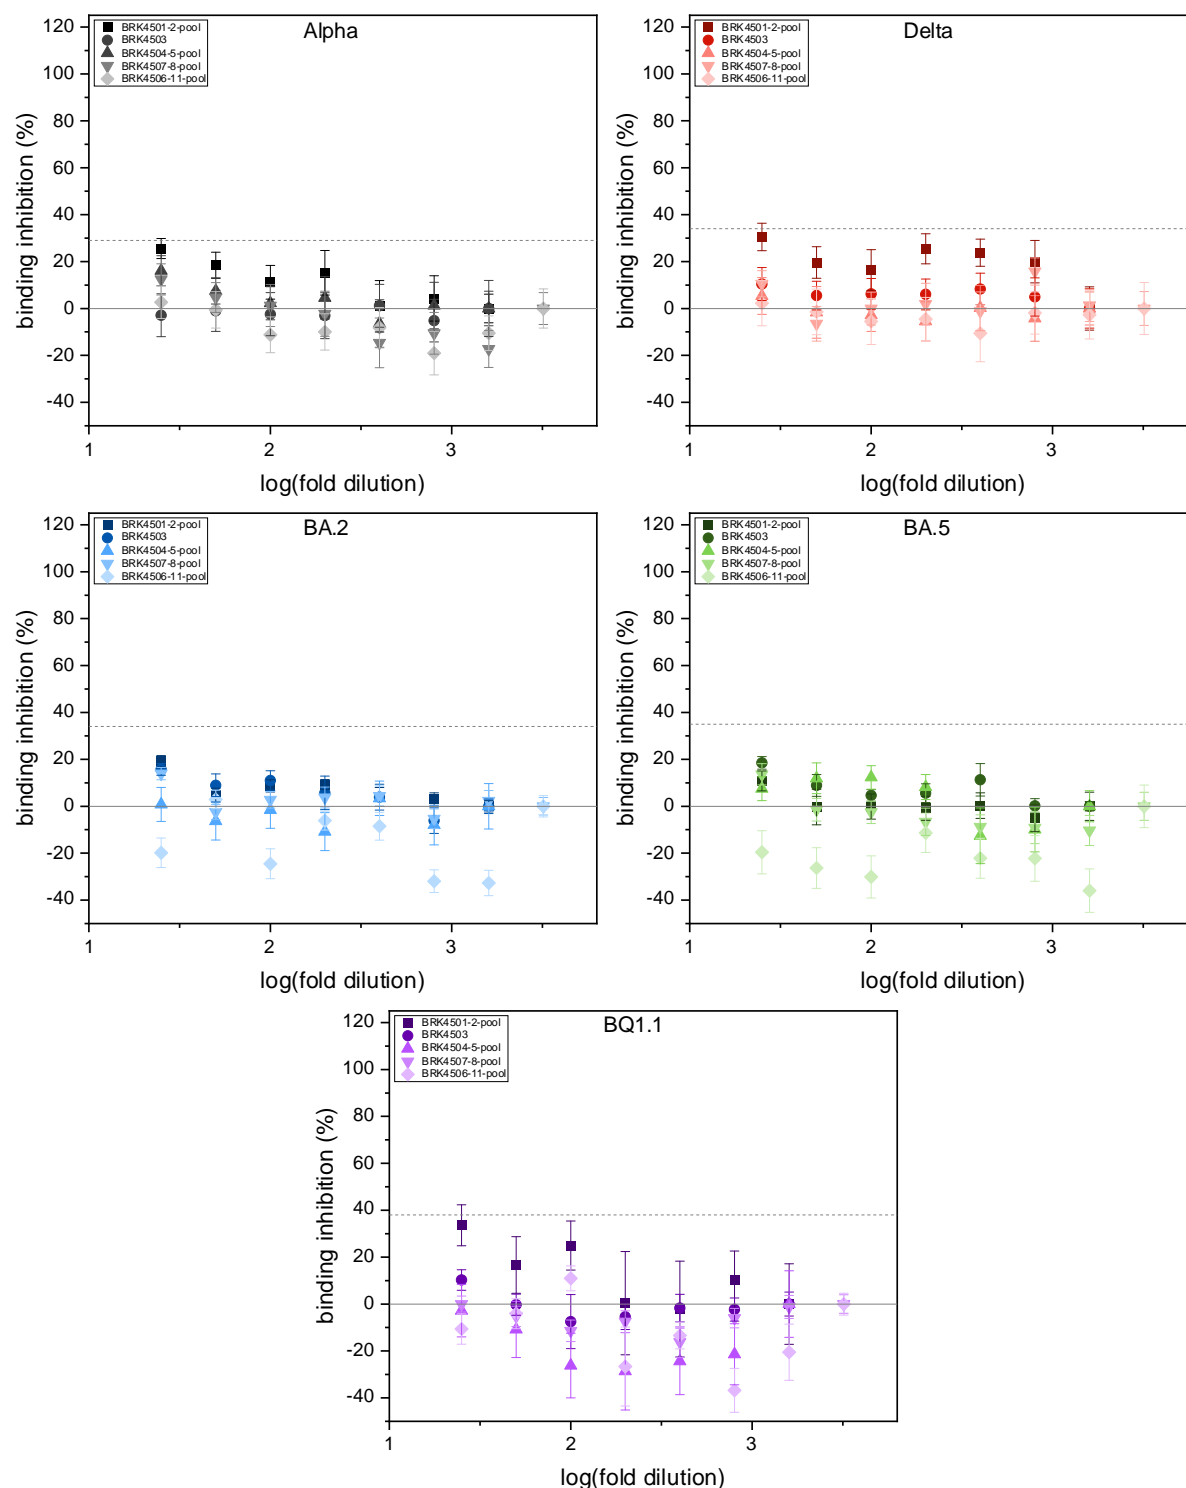 Alpha
BRK4501-2-pool
BRK4503
BRK4504-5-pool
BRK4507-8-pool
BRK4506-11-pool
120
100
80
60
40
20
0
-20
-40
binding inhibition (%)
1
2
3
log(fold dilution)
Delta
BRK4501-2-pool
BRK4503
BRK4504-5-pool
BRK4507-8-pool
BRK4506-11-pool
120
100
80
60
40
20
0
-20
-40
binding inhibition (%)
1
2
3
log(fold dilution)
BA.2
BRK4501-2-pool
BRK4503
BRK4504-5-pool
BRK4507-8-pool
BRK4506-11-pool
120
100
80
60
40
20
0
-20
-40
binding inhibition (%)
1
2
3
log(fold dilution)
BA.5
BRK4501-2-pool
BRK4503
BRK4504-5-pool
BRK4507-8-pool
BRK4506-11-pool
120
100
80
60
40
20
0
-20
-40
binding inhibition (%)
1
2
3
log(fold dilution)
BQ1.1
BRK4501-2-pool
BRK4503
BRK4504-5-pool
BRK4507-8-pool
BRK4506-11-pool
120
100
80
60
40
20
0
-20
-40
binding inhibition (%)
1
2
3
log(fold dilution)